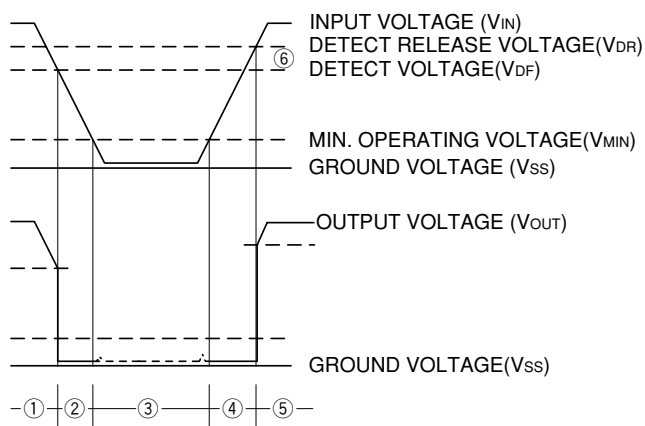 INPUT VOLTAGE (VIN)
DETECT RELEASE VOLTAGE(VDR)
⑥
DETECT VOLTAGE(VDF)
MIN. OPERATING VOLTAGE(VMIN)
GROUND VOLTAGE (VSS)
OUTPUT VOLTAGE (VOUT)
GROUND VOLTAGE(VSS)
① ② ③ ④ ⑤